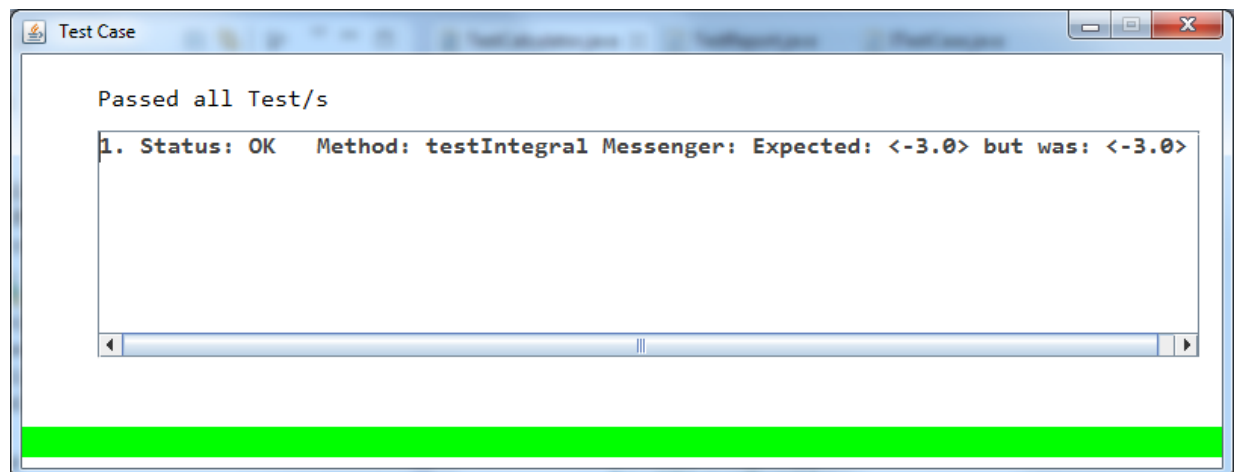 Test Case
Passed all Test/s
1. Status: OK   Method: testIntegral Messenger: Expected: <-3.0> but was: <-3.0>